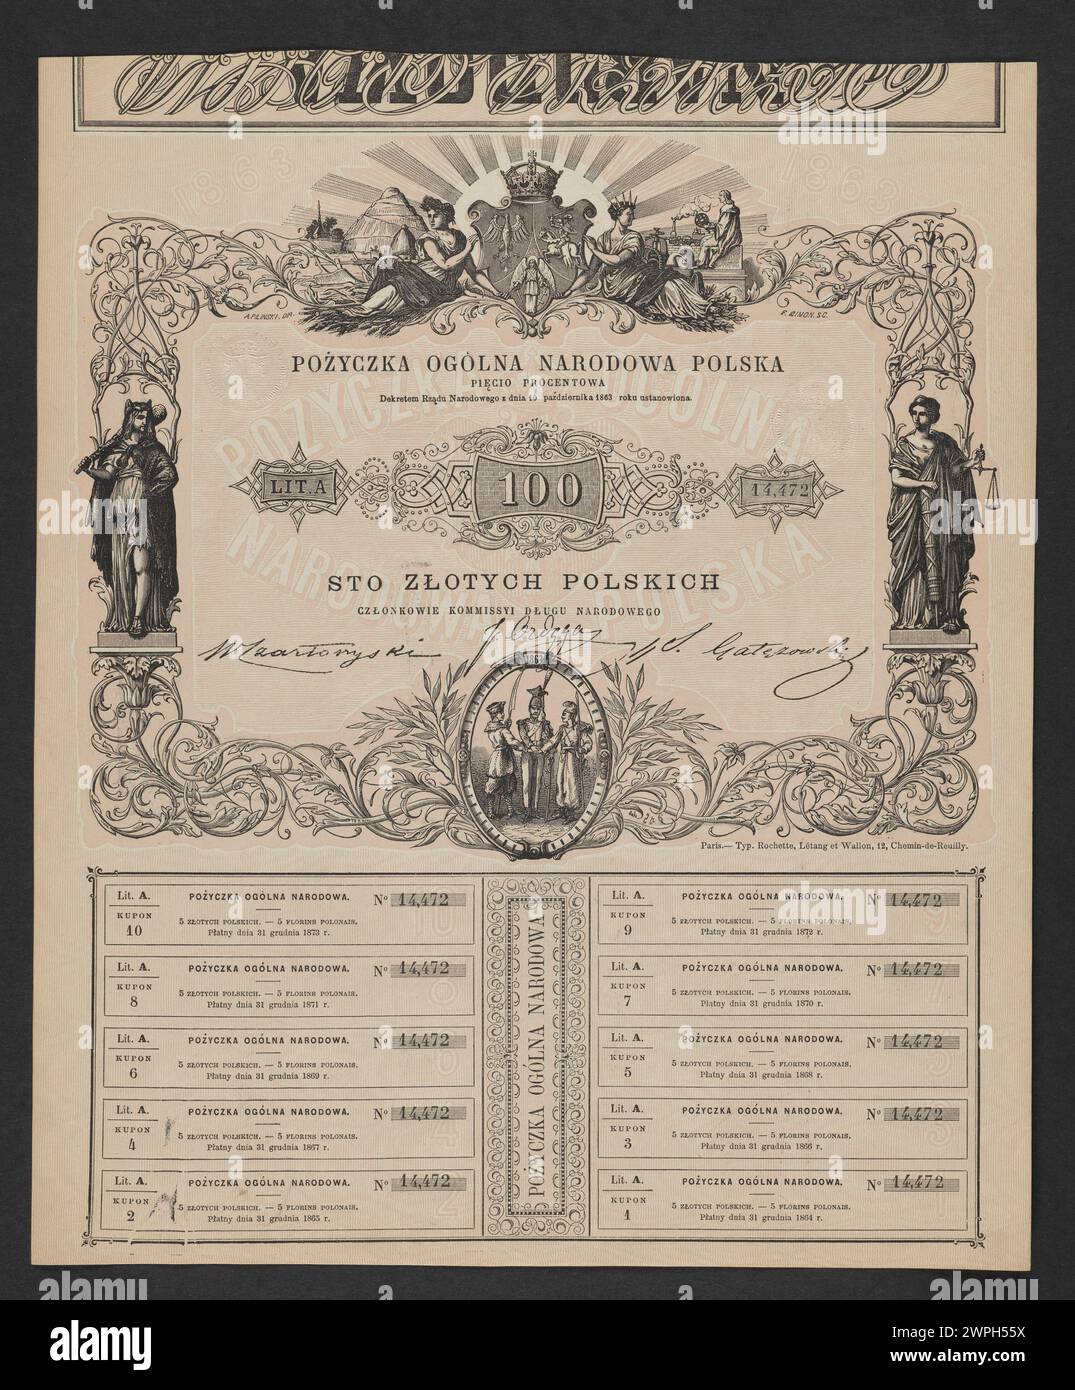 1863
1863
A. PILINSKI. DIR.
POŻYCZKA OGÓLNA NARODOWA POLSKA
PIĘCIO PROCENTOWA
Dekretem Rządu Narodowego z dnia 10 października 1863 roku ustanowiona.
POŻYCZKA OGÓLNA
LIT. A
100
14,472
NARODOWA POLSKA
STO ZŁOTYCH POLSKICH
CZŁONKOWIE KOMMISSYI DŁUGU NARODOWEGO
W Czartoryski
J. Ordęga
J. S. Gałęzowski
1863
Paris.— Typ. Rochette, Létang et Wallon, 12, Chemin-de-Reuilly.
Lit. A. POŻYCZKA OGÓLNA NARODOWA. Nº 14,472
KUPON
10
5 ZŁOTYCH POLSKICH. — 5 FLORINS POLONAIS.
Płatny dnia 31 grudnia 1873 r.
Lit. A. POŻYCZKA OGÓLNA NARODOWA. Nº 14,472
KUPON
9
5 ZŁOTYCH POLSKICH. — 5 FLORINS POLONAIS.
Płatny dnia 31 grudnia 1872 r.
Lit. A. POŻYCZKA OGÓLNA NARODOWA. Nº 14,472
KUPON
8
5 ZŁOTYCH POLSKICH. — 5 FLORINS POLONAIS.
Płatny dnia 31 grudnia 1871 r.
Lit. A. POŻYCZKA OGÓLNA NARODOWA. Nº 14,472
KUPON
7
5 ZŁOTYCH POLSKICH. — 5 FLORINS POLONAIS.
Płatny dnia 31 grudnia 1870 r.
Lit. A. POŻYCZKA OGÓLNA NARODOWA. Nº 14,472
KUPON
6
5 ZŁOTYCH POLSKICH. — 5 FLORINS POLONAIS.
Płatny dnia 31 grudnia 1869 r.
Lit. A. POŻYCZKA OGÓLNA NARODOWA. Nº 14,472
KUPON
5
5 ZŁOTYCH POLSKICH. — 5 FLORINS POLONAIS.
Płatny dnia 31 grudnia 1868 r.
Lit. A. POŻYCZKA OGÓLNA NARODOWA. Nº 14,472
KUPON
4
5 ZŁOTYCH POLSKICH. — 5 FLORINS POLONAIS.
Płatny dnia 31 grudnia 1867 r.
Lit. A. POŻYCZKA OGÓLNA NARODOWA. Nº 14,472
KUPON
3
5 ZŁOTYCH POLSKICH. — 5 FLORINS POLONAIS.
Płatny dnia 31 grudnia 1866 r.
Lit. A. POŻYCZKA OGÓLNA NARODOWA. Nº 14,472
KUPON
2
5 ZŁOTYCH POLSKICH. — 5 FLORINS POLONAIS.
Płatny dnia 31 grudnia 1865 r.
Lit. A. POŻYCZKA OGÓLNA NARODOWA. Nº 14,472
KUPON
1
5 ZŁOTYCH POLSKICH. — 5 FLORINS POLONAIS.
Płatny dnia 31 grudnia 1864 r.
POŻYCZKA OGÓLNA NARODOWA
alamy
Image ID: 2WPH55X
www.alamy.com